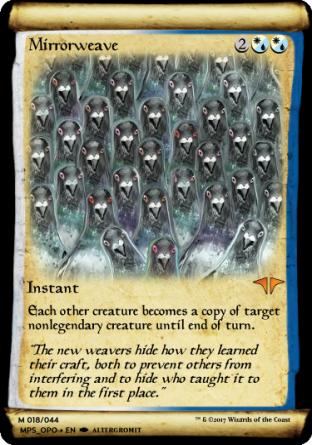 Mirrorweave 2
Instant
Each other creature becomes a copy of target
nonlegendary creature until end of turn.
"The new weavers hide how they learned
their craft, both to prevent others from
interfering and to hide who taught it to
them in the first place."
M 018/044
MPS_OPO • EN ALTERGROMIT
™ & ©2017 Wizards of the Coast